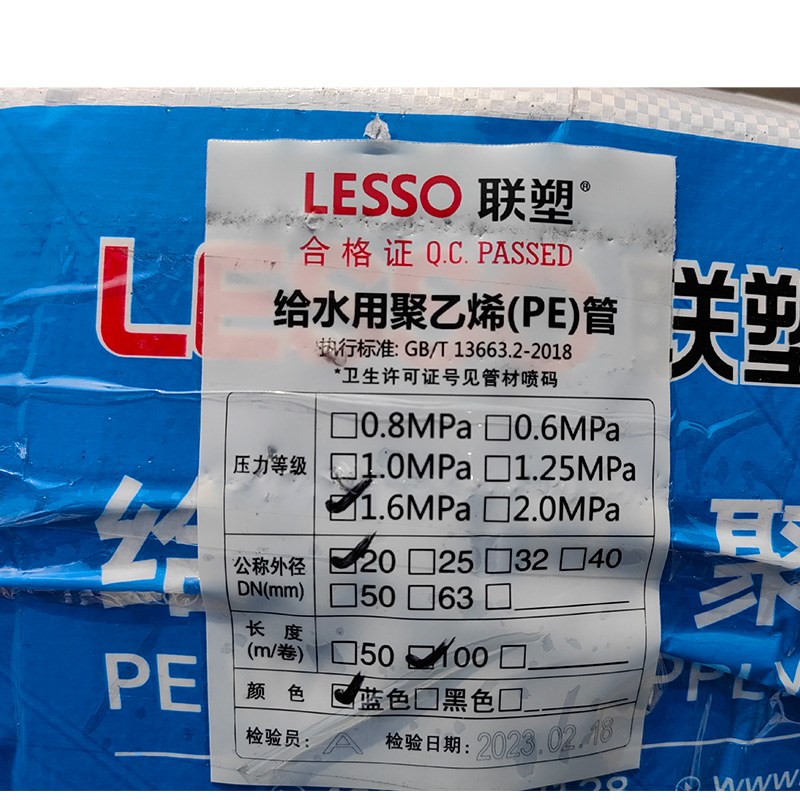 LESSO 联塑®
合格证 Q.C. PASSED
给水用聚乙烯(PE)管
执行标准: GB/T 13663.2-2018
*卫生许可证号见管材喷码
压力等级
□0.8MPa □0.6MPa
□1.0MPa □1.25MPa
☑1.6MPa □2.0MPa
公称外径
DN(mm)
☑20 □25 □32 □40
□50 □63 □
长度
(m/卷)
□50 ☑100 □
颜色
☑蓝色 □黑色 □
检验员: A 检验日期: 2023.02.18
联塑
PE
www.